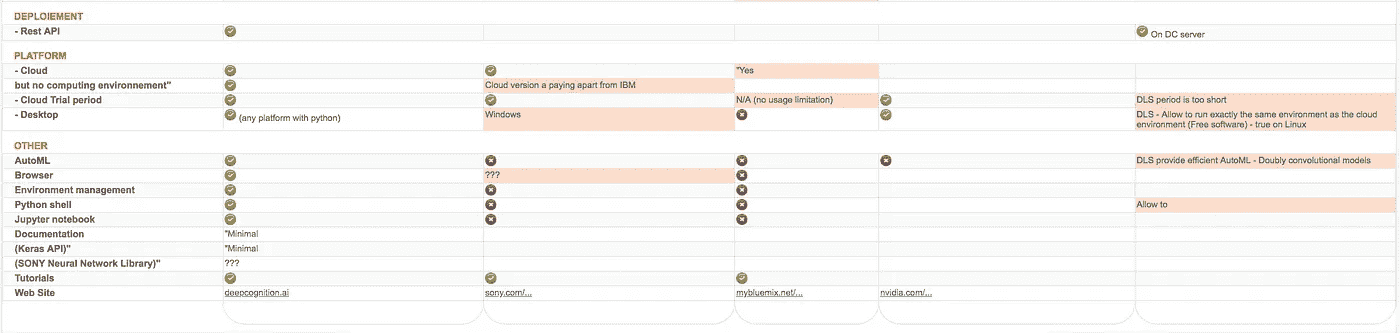 DEPLOIEMENT
- Rest API On DC server
PLATFORM
- Cloud "Yes
but no computing environnement" Cloud version a paying apart from IBM
- Cloud Trial period N/A (no usage limitation) DLS period is too short
- Desktop (any platform with python) Windows DLS - Allow to run exactly the same environment as the cloud
environment (Free software) - true on Linux
OTHER
AutoML DLS provide efficient AutoML - Doubly convolutional models
Browser ???
Environment management
Python shell Allow to
Jupyter notebook
Documentation "Minimal
(Keras API)" "Minimal
(SONY Neural Network Library)" ???
Tutorials
Web Site deepcognition.ai sony.com/... mybluemix.net/... nvidia.com/...